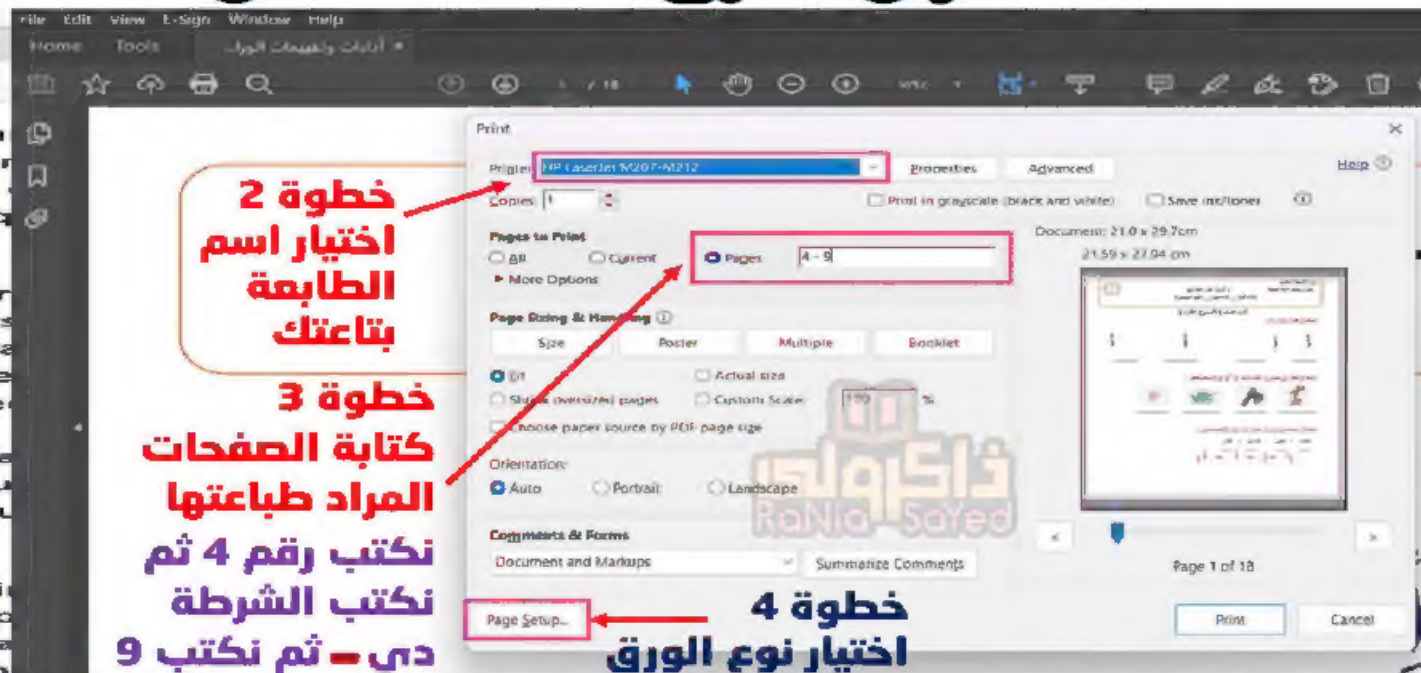 File Edit View E-Sign Window Help
Home Tools
/ 18
Print
Printer: HP LaserJet M207-M212 Properties Advanced Help
Copies: 1 Print in grayscale (black and white) Save ink/toner
Pages to Print
All Current Pages 4 - 9
More Options
Document: 21.0 x 29.7cm
21.59 x 27.94 cm
Page Sizing & Handling
Size Poster Multiple Booklet
Fit Actual size
Shrink oversized pages Custom Scale: 100 %
Choose paper source by PDF page size
Orientation:
Auto Portrait Landscape
Comments & Forms
Document and Markups Summarize Comments
Page 1 of 18
Page Setup... Print Cancel
خطوة 2
اختيار اسم
الطابعة
بتاعتك
خطوة 3
كتابة الصفحات
المراد طباعتها
نكتب رقم 4 ثم
نكتب الشرطة
دي - ثم نكتب 9
خطوة 4
اختيار نوع الورق
ذاكرولي
RaNia SaYed